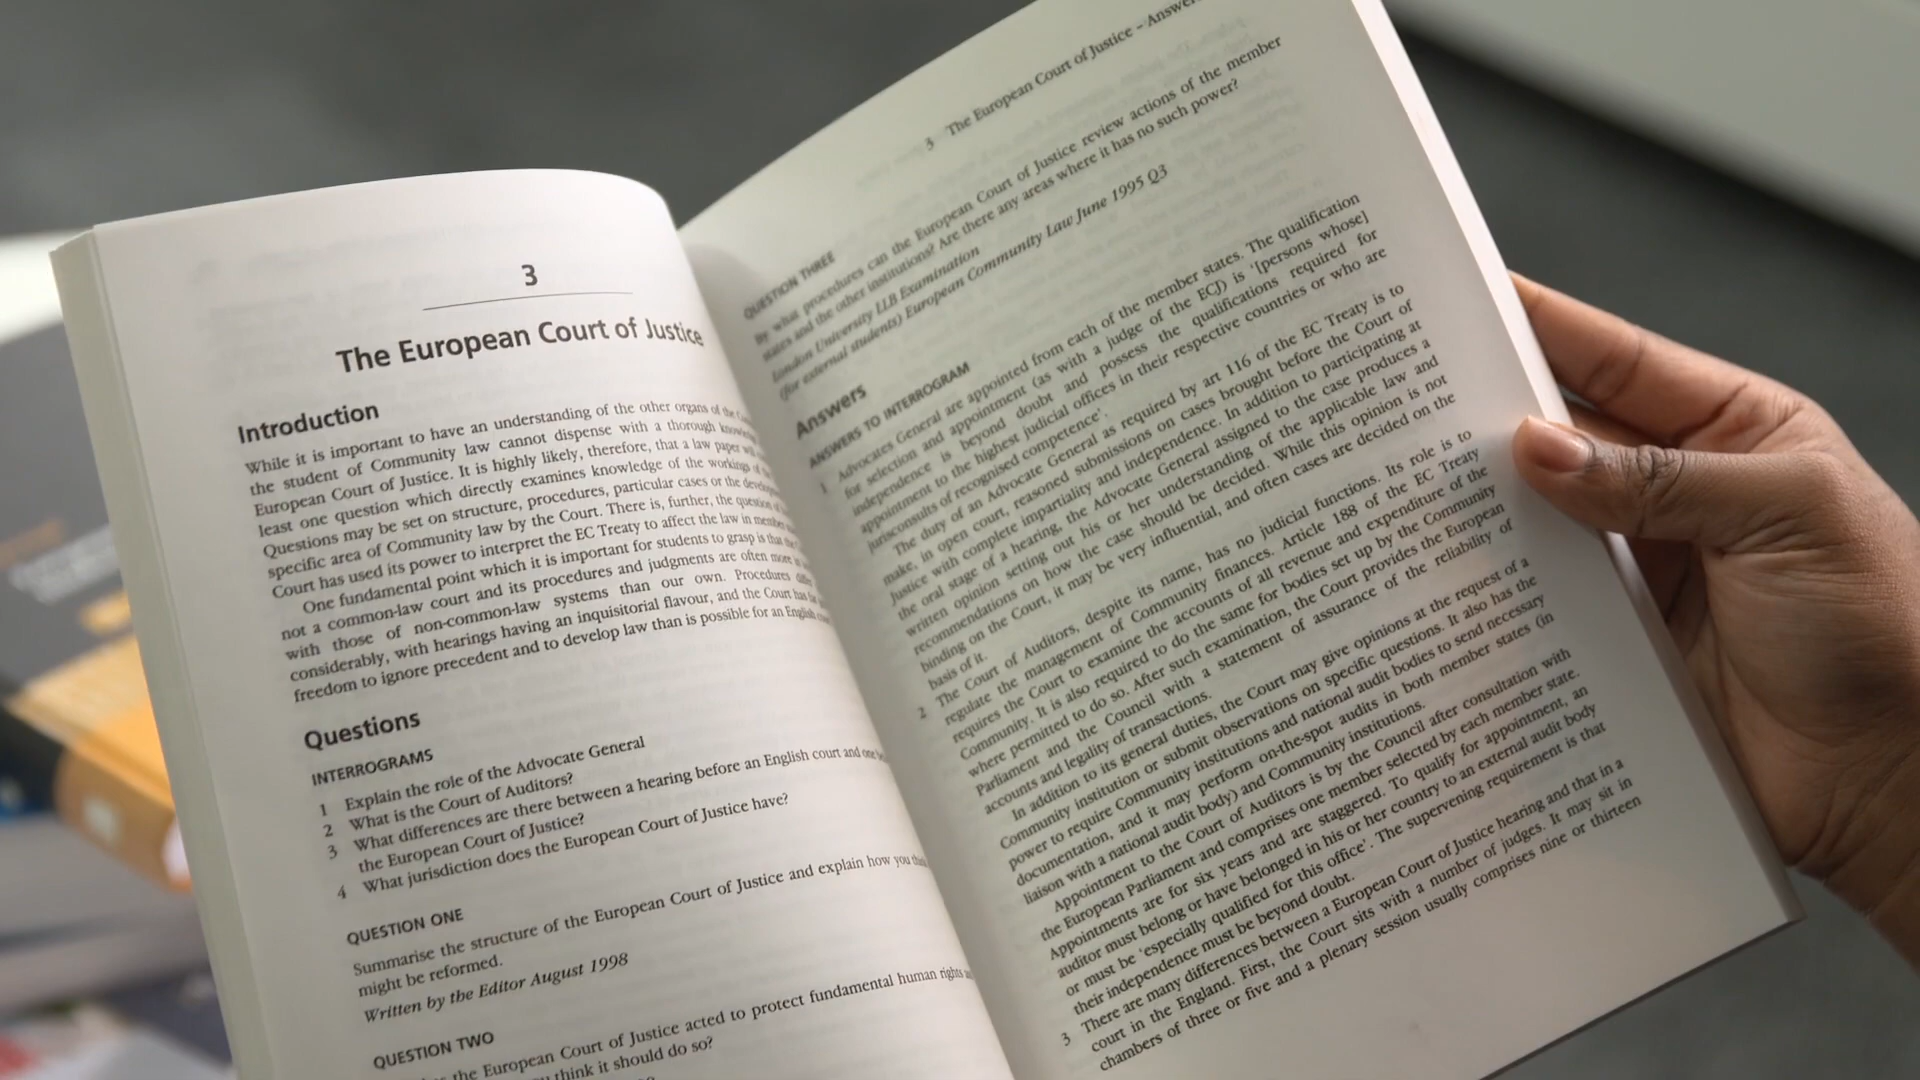 3
The European Court of Justice
Introduction
While it is important to have an understanding of the other organs of the
the student of Community law cannot dispense with a thorough
European Court of Justice. It is highly likely, therefore, that a law paper will
least one question which directly examines knowledge of the workings of
Questions may be set on structure, procedures, particular cases or the
specific area of Community law by the Court. There is, further, the question
Court has used its power to interpret the EC Treaty to affect the law in member
One fundamental point which it is important for students to grasp is that the
not a common-law court and its procedures and judgments are often more
with those of non-common-law systems than our own. Procedures
considerably, with hearings having an inquisitorial flavour, and the Court has
freedom to ignore precedent and to develop law than is possible for an English
Questions
INTERROGRAMS
1 Explain the role of the Advocate General
2 What is the Court of Auditors?
3 What differences are there between a hearing before an English court and one
the European Court of Justice?
4 What jurisdiction does the European Court of Justice have?
QUESTION ONE
Summarise the structure of the European Court of Justice and explain how you
might be reformed.
Written by the Editor August 1998
QUESTION TWO
the European Court of Justice acted to protect fundamental human rights
think it should do so?
3 The European Court of Justice – Answers
QUESTION THREE
By what procedures can the European Court of Justice review actions of the member
states and the other institutions? Are there any areas where it has no such power?
London University LLB Examination
(for external students) European Community Law June 1995 Q3
Answers
ANSWERS TO INTERROGRAM
1 Advocates General are appointed from each of the member states. The qualification
for selection and appointment (as with a judge of the ECJ) is '[persons whose]
independence is beyond doubt and possess the qualifications required for
appointment to the highest judicial offices in their respective countries or who are
jurisconsults of recognised competence'.
The duty of an Advocate General as required by art 116 of the EC Treaty is to
make, in open court, reasoned submissions on cases brought before the Court of
Justice with complete impartiality and independence. In addition to participating at
the oral stage of a hearing, the Advocate General assigned to the case produces a
written opinion setting out his or her understanding of the applicable law and
recommendations on how the case should be decided. While this opinion is not
binding on the Court, it may be very influential, and often cases are decided on the
basis of it.
2 The Court of Auditors, despite its name, has no judicial functions. Its role is to
regulate the management of Community finances. Article 188 of the EC Treaty
requires the Court to examine the accounts of all revenue and expenditure of the
Community. It is also required to do the same for bodies set up by the Community
where permitted to do so. After such examination, the Court provides the European
Parliament and the Council with a statement of assurance of the reliability of
accounts and legality of transactions.
In addition to its general duties, the Court may give opinions at the request of a
Community institution or submit observations on specific questions. It also has the
power to require Community institutions and national audit bodies to send necessary
documentation, and it may perform on-the-spot audits in both member states (in
liaison with a national audit body) and Community institutions.
Appointment to the Court of Auditors is by the Council after consultation with
the European Parliament and comprises one member selected by each member state.
Appointments are for six years and are staggered. To qualify for appointment, an
auditor must belong or have belonged in his or her country to an external audit body
or must be 'especially qualified for this office'. The supervening requirement is that
their independence must be beyond doubt.
3 There are many differences between a European Court of Justice hearing and that in a
court in the England. First, the Court sits with a number of judges. It may sit in
chambers of three or five and a plenary session usually comprises nine or thirteen